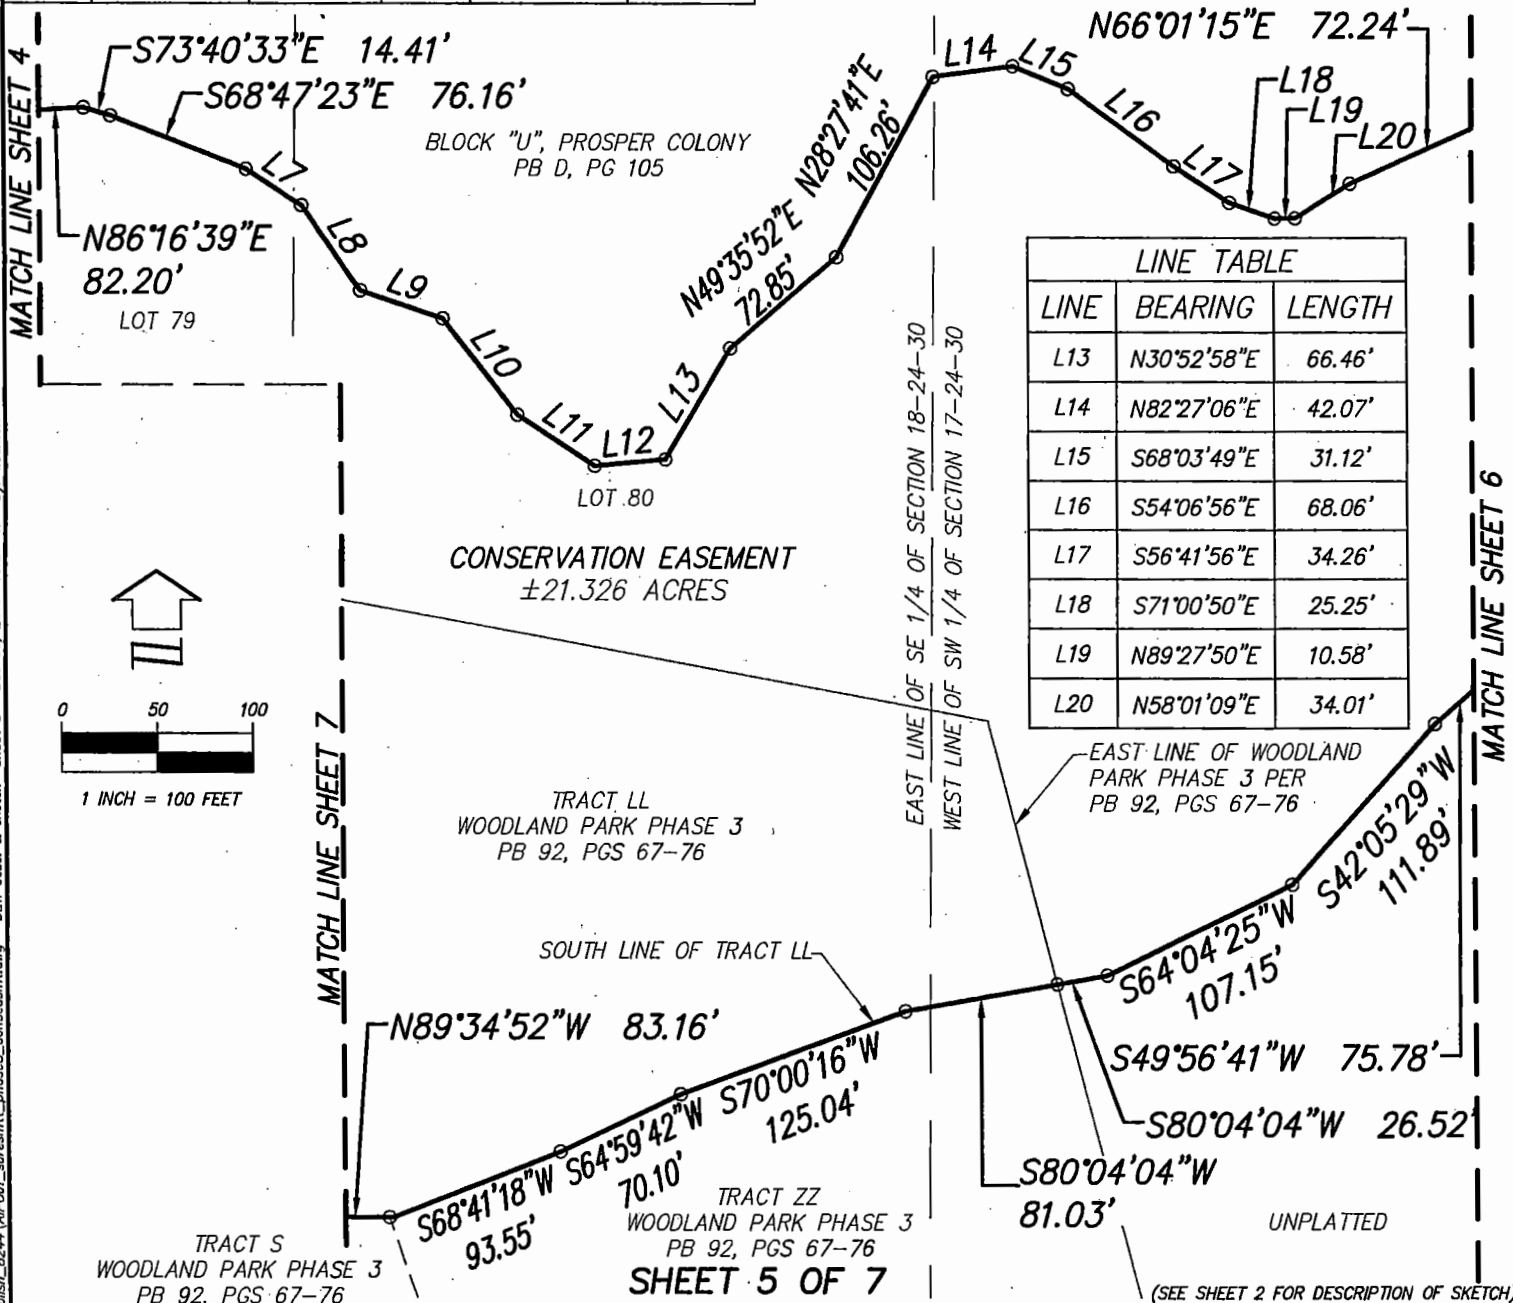 S73°40'33"E 14.41'
S68°47'23"E 76.16'
N66°01'15"E 72.24'
MATCH LINE SHEET 4
BLOCK "U", PROSPER COLONY
PB D, PG 105
N86°16'39"E
82.20'
LOT 79
L7
L8
L9
L10
L11
L12
L13
N49°35'52"E
72.85'
N28°27'41"E
106.26'
L14
L15
L16
L17
L18
L19
L20
LOT 80
CONSERVATION EASEMENT
±21.326 ACRES
LINE TABLE
LINE BEARING LENGTH
L13 N30°52'58"E 66.46'
L14 N82°27'06"E 42.07'
L15 S68°03'49"E 31.12'
L16 S54°06'56"E 68.06'
L17 S56°41'56"E 34.26'
L18 S71°00'50"E 25.25'
L19 N89°27'50"E 10.58'
L20 N58°01'09"E 34.01'
EAST LINE OF SE 1/4 OF SECTION 18-24-30
WEST LINE OF SW 1/4 OF SECTION 17-24-30
MATCH LINE SHEET 6
0 50 100
1 INCH = 100 FEET
MATCH LINE SHEET 7
TRACT LL
WOODLAND PARK PHASE 3
PB 92, PGS 67-76
EAST LINE OF WOODLAND
PARK PHASE 3 PER
PB 92, PGS 67-76
SOUTH LINE OF TRACT LL
N89°34'52"W 83.16'
S68°41'18"W
93.55'
S64°59'42"W
70.10'
S70°00'16"W
125.04'
S64°04'25"W
107.15'
S42°05'29"W
111.89'
S49°56'41"W 75.78'
S80°04'04"W 26.52'
S80°04'04"W
81.03'
TRACT S
WOODLAND PARK PHASE 3
PB 92, PGS 67-76
TRACT ZZ
WOODLAND PARK PHASE 3
PB 92, PGS 67-76
UNPLATTED
SHEET 5 OF 7
(SEE SHEET 2 FOR DESCRIPTION OF SKETCH)